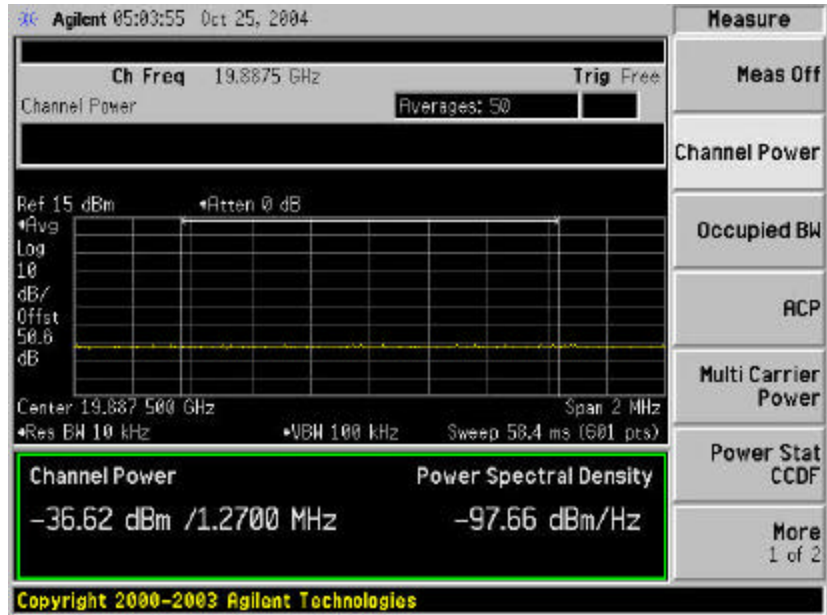 Agilent 05:03:55 Oct 25, 2004
Measure
Ch Freq 19.8875 GHz Trig Free
Channel Power Averages: 50
Ref 15 dBm Atten 0 dB
Avg
Log
10
dB/
Offst
50.6
dB
Center 19.887 500 GHz Span 2 MHz
Res BW 10 kHz VBW 100 kHz Sweep 58.4 ms (601 pts)
Channel Power Power Spectral Density
-36.62 dBm /1.2700 MHz -97.66 dBm/Hz
Meas Off
Channel Power
Occupied BW
ACP
Multi Carrier
Power
Power Stat
CCDF
More
1 of 2
Copyright 2000-2003 Agilent Technologies